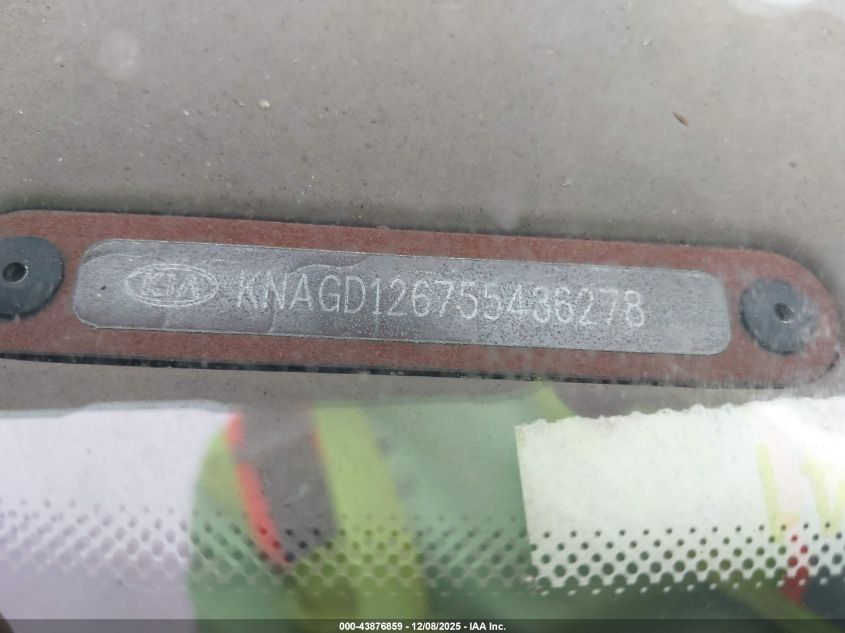 KIA KNAGD126755436278
000-43876859 | 12/08/2025 - IAA Inc.